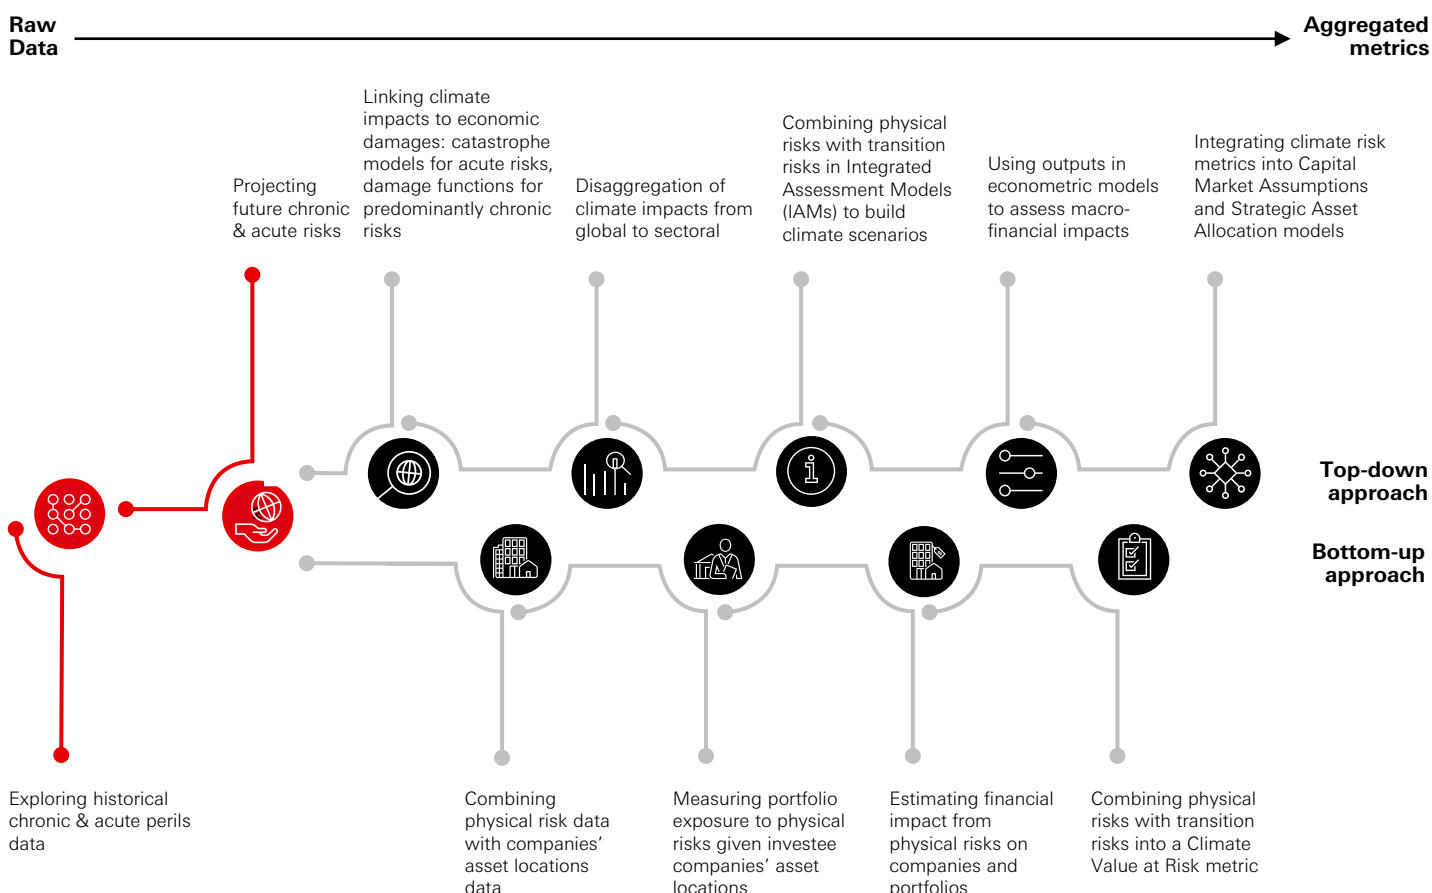 Raw
Data
Aggregated
metrics
Projecting
future chronic
& acute risks
Linking climate
impacts to economic
damages: catastrophe
models for acute risks,
damage functions for
predominantly chronic
risks
Disaggregation of
climate impacts from
global to sectoral
Combining physical
risks with transition
risks in Integrated
Assessment Models
(IAMs) to build
climate scenarios
Using outputs in
econometric models
to assess macro-
financial impacts
Integrating climate risk
metrics into Capital
Market Assumptions
and Strategic Asset
Allocation models
Top-down
approach
Bottom-up
approach
Exploring historical
chronic & acute perils
data
Combining
physical risk data
with companies’
asset locations
data
Measuring portfolio
exposure to physical
risks given investee
companies’ asset
locations
Estimating financial
impact from
physical risks on
companies and
portfolios
Combining physical
risks with transition
risks into a Climate
Value at Risk metric